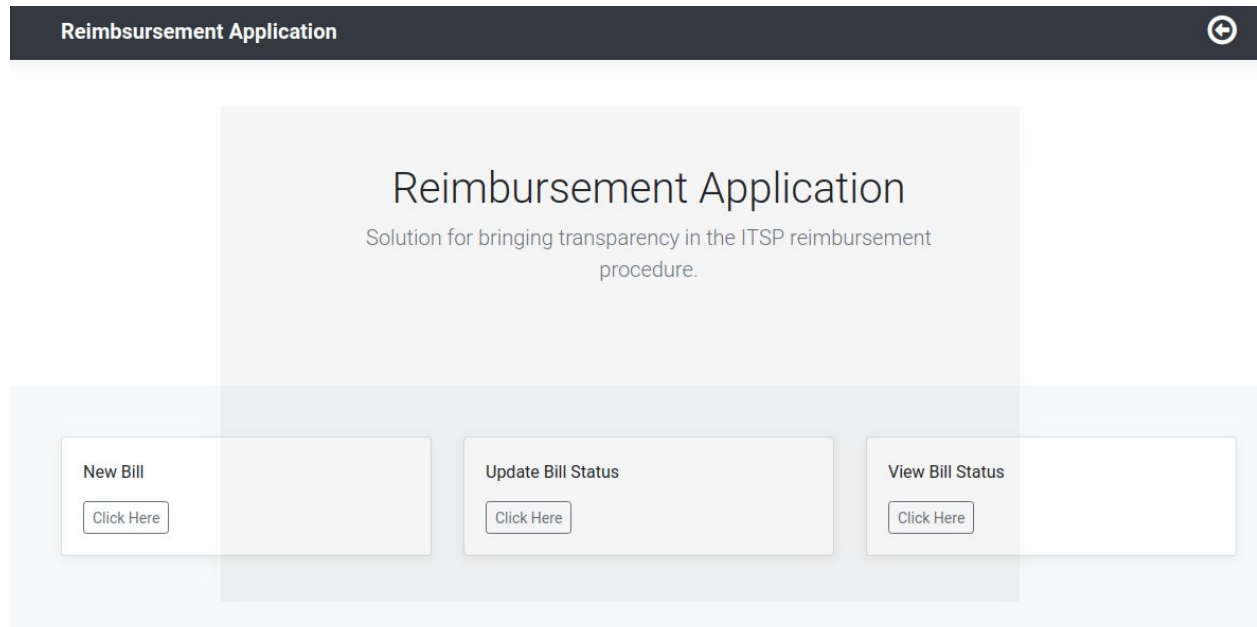 Reimbsursement Application
Reimbursement Application
Solution for bringing transparency in the ITSP reimbursement
procedure.
New Bill
Update Bill Status
View Bill Status
Click Here
Click Here
Click Here